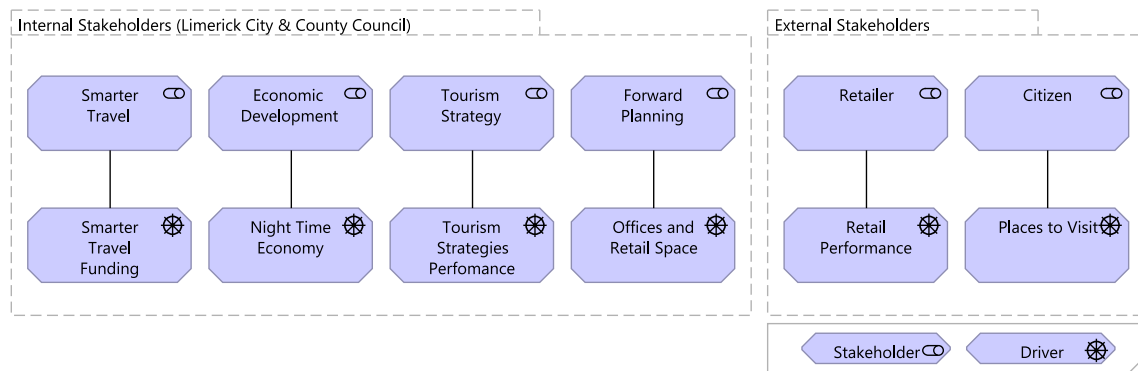 Internal Stakeholders (Limerick City & County Council)
External Stakeholders
Smarter
Travel
Economic
Development
Tourism
Strategy
Forward
Planning
Retailer
Citizen
Smarter
Travel
Funding
Night Time
Economy
Tourism
Strategies
Perfomance
Offices and
Retail Space
Retail
Performance
Places to Visit
Stakeholder
Driver